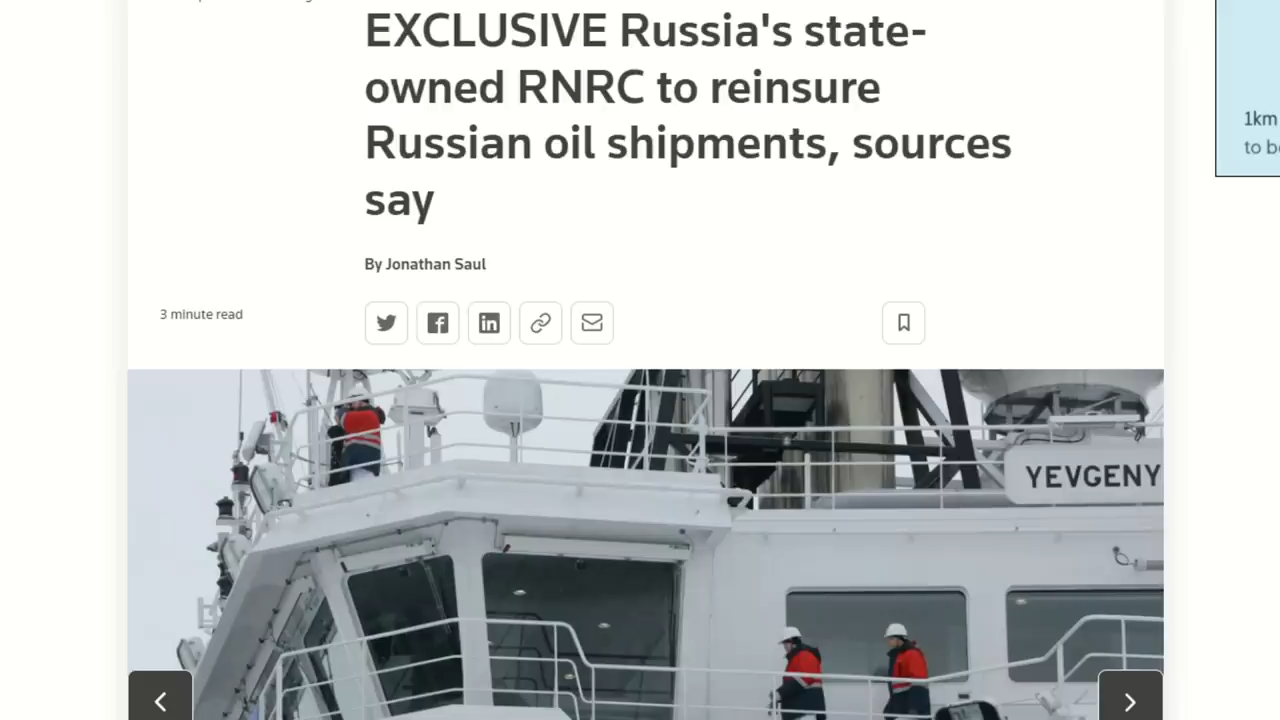 EXCLUSIVE Russia's state-
owned RNRC to reinsure
Russian oil shipments, sources
say
By Jonathan Saul
3 minute read
1km
to b
YEVGENY